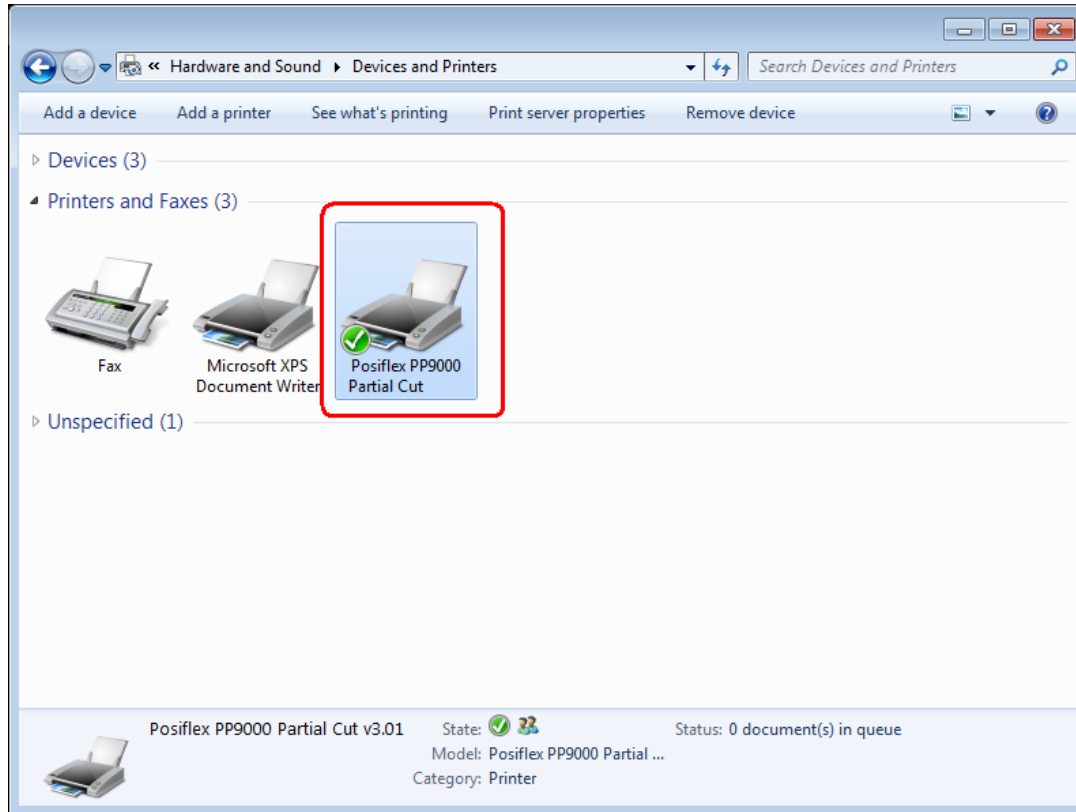 « Hardware and Sound ▸ Devices and Printers Search Devices and Printers
Add a device Add a printer See what's printing Print server properties Remove device
Devices (3)
Printers and Faxes (3)
Fax
Microsoft XPS
Document Writer
Posiflex PP9000
Partial Cut
Unspecified (1)
Posiflex PP9000 Partial Cut v3.01 State: Status: 0 document(s) in queue
Model: Posiflex PP9000 Partial ...
Category: Printer